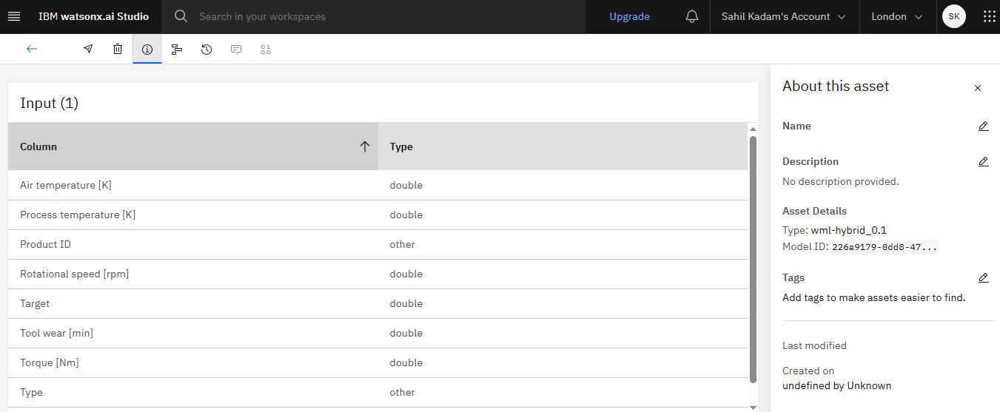 IBM watsonx.ai Studio
Search in your workspaces
Upgrade
Sahil Kadam's Account
London
SK
Input (1)
Column Type
Air temperature [K] double
Process temperature [K] double
Product ID other
Rotational speed [rpm] double
Target double
Tool wear [min] double
Torque [Nm] double
Type other
About this asset
Name
Description
No description provided.
Asset Details
Type: wml-hybrid_0.1
Model ID: 226a9179-0dd8-47...
Tags
Add tags to make assets easier to find.
Last modified
Created on
undefined by Unknown